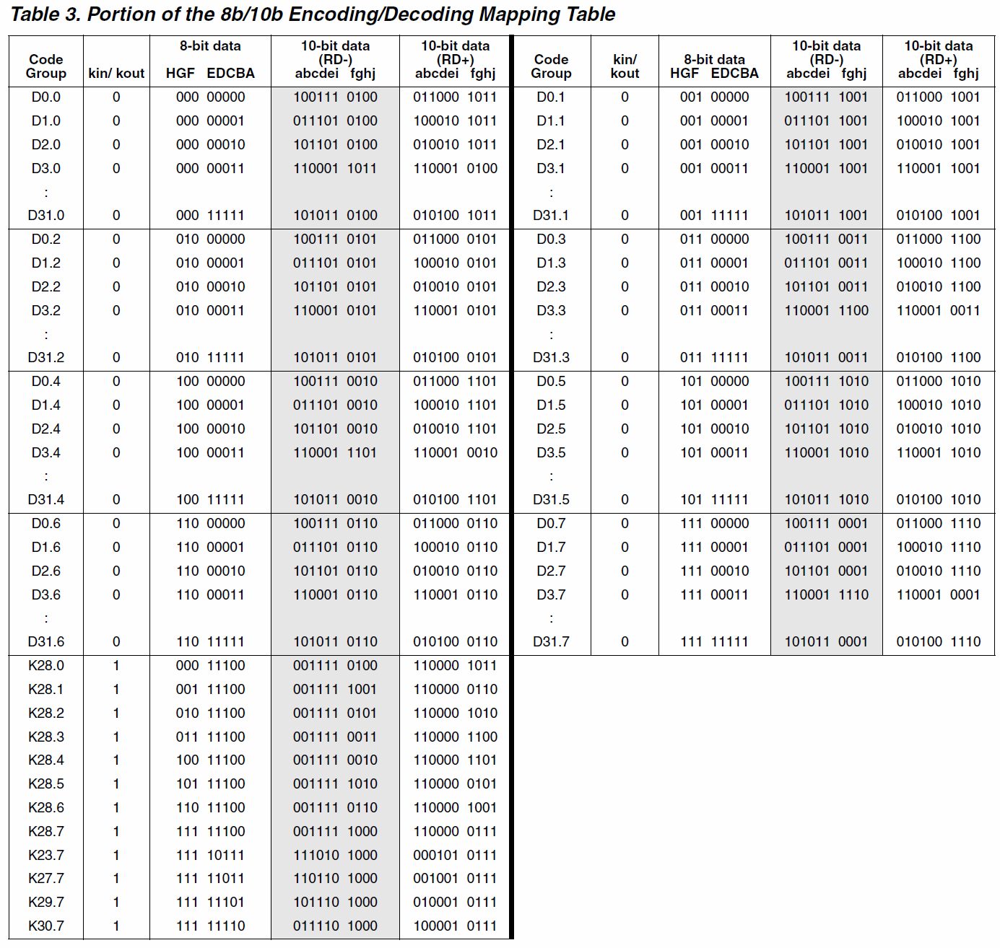 Table 3. Portion of the 8b/10b Encoding/Decoding Mapping Table
Code Group kin/ kout 8-bit data HGF EDCBA 10-bit data (RD-) abcdei fghj 10-bit data (RD+) abcdei fghj Code Group kin/ kout 8-bit data HGF EDCBA 10-bit data (RD-) abcdei fghj 10-bit data (RD+) abcdei fghj
D0.0 0 000 00000 100111 0100 011000 1011 D0.1 0 001 00000 100111 1001 011000 1001
D1.0 0 000 00001 011101 0100 100010 1011 D1.1 0 001 00001 011101 1001 100010 1001
D2.0 0 000 00010 101101 0100 010010 1011 D2.1 0 001 00010 101101 1001 010010 1001
D3.0 0 000 00011 110001 1011 110001 0100 D3.1 0 001 00011 110001 1001 110001 1001
: :
D31.0 0 000 11111 101011 0100 010100 1011 D31.1 0 001 11111 101011 1001 010100 1001
D0.2 0 010 00000 100111 0101 011000 0101 D0.3 0 011 00000 100111 0011 011000 1100
D1.2 0 010 00001 011101 0101 100010 0101 D1.3 0 011 00001 011101 0011 100010 1100
D2.2 0 010 00010 101101 0101 010010 0101 D2.3 0 011 00010 101101 0011 010010 1100
D3.2 0 010 00011 110001 0101 110001 0101 D3.3 0 011 00011 110001 1100 110001 0011
: :
D31.2 0 010 11111 101011 0101 010100 0101 D31.3 0 011 11111 101011 0011 010100 1100
D0.4 0 100 00000 100111 0010 011000 1101 D0.5 0 101 00000 100111 1010 011000 1010
D1.4 0 100 00001 011101 0010 100010 1101 D1.5 0 101 00001 011101 1010 100010 1010
D2.4 0 100 00010 101101 0010 010010 1101 D2.5 0 101 00010 101101 1010 010010 1010
D3.4 0 100 00011 110001 1101 110001 0010 D3.5 0 101 00011 110001 1010 110001 1010
: :
D31.4 0 100 11111 101011 0010 010100 1101 D31.5 0 101 11111 101011 1010 010100 1010
D0.6 0 110 00000 100111 0110 011000 0110 D0.7 0 111 00000 100111 0001 011000 1110
D1.6 0 110 00001 011101 0110 100010 0110 D1.7 0 111 00001 011101 0001 100010 1110
D2.6 0 110 00010 101101 0110 010010 0110 D2.7 0 111 00010 101101 0001 010010 1110
D3.6 0 110 00011 110001 0110 110001 0110 D3.7 0 111 00011 110001 1110 110001 0001
: :
D31.6 0 110 11111 101011 0110 010100 0110 D31.7 0 111 11111 101011 0001 010100 1110
K28.0 1 000 11100 001111 0100 110000 1011
K28.1 1 001 11100 001111 1001 110000 0110
K28.2 1 010 11100 001111 0101 110000 1010
K28.3 1 011 11100 001111 0011 110000 1100
K28.4 1 100 11100 001111 0010 110000 1101
K28.5 1 101 11100 001111 1010 110000 0101
K28.6 1 110 11100 001111 0110 110000 1001
K28.7 1 111 11100 001111 1000 110000 0111
K23.7 1 111 10111 111010 1000 000101 0111
K27.7 1 111 11011 110110 1000 001001 0111
K29.7 1 111 11101 101110 1000 010001 0111
K30.7 1 111 11110 011110 1000 100001 0111